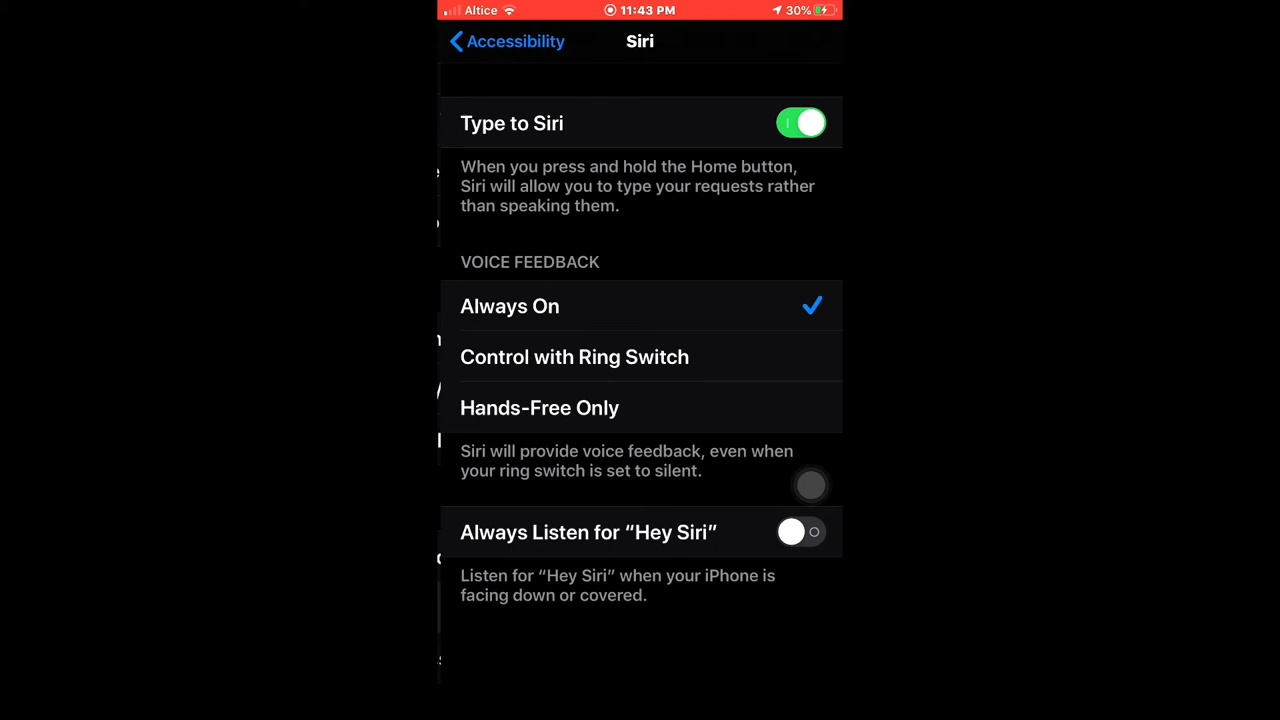 Altice 11:43 PM 30%
Accessibility Siri
Type to Siri
When you press and hold the Home button,
Siri will allow you to type your requests rather
than speaking them.
VOICE FEEDBACK
Always On
Control with Ring Switch
Hands-Free Only
Siri will provide voice feedback, even when
your ring switch is set to silent.
Always Listen for “Hey Siri”
Listen for “Hey Siri” when your iPhone is
facing down or covered.